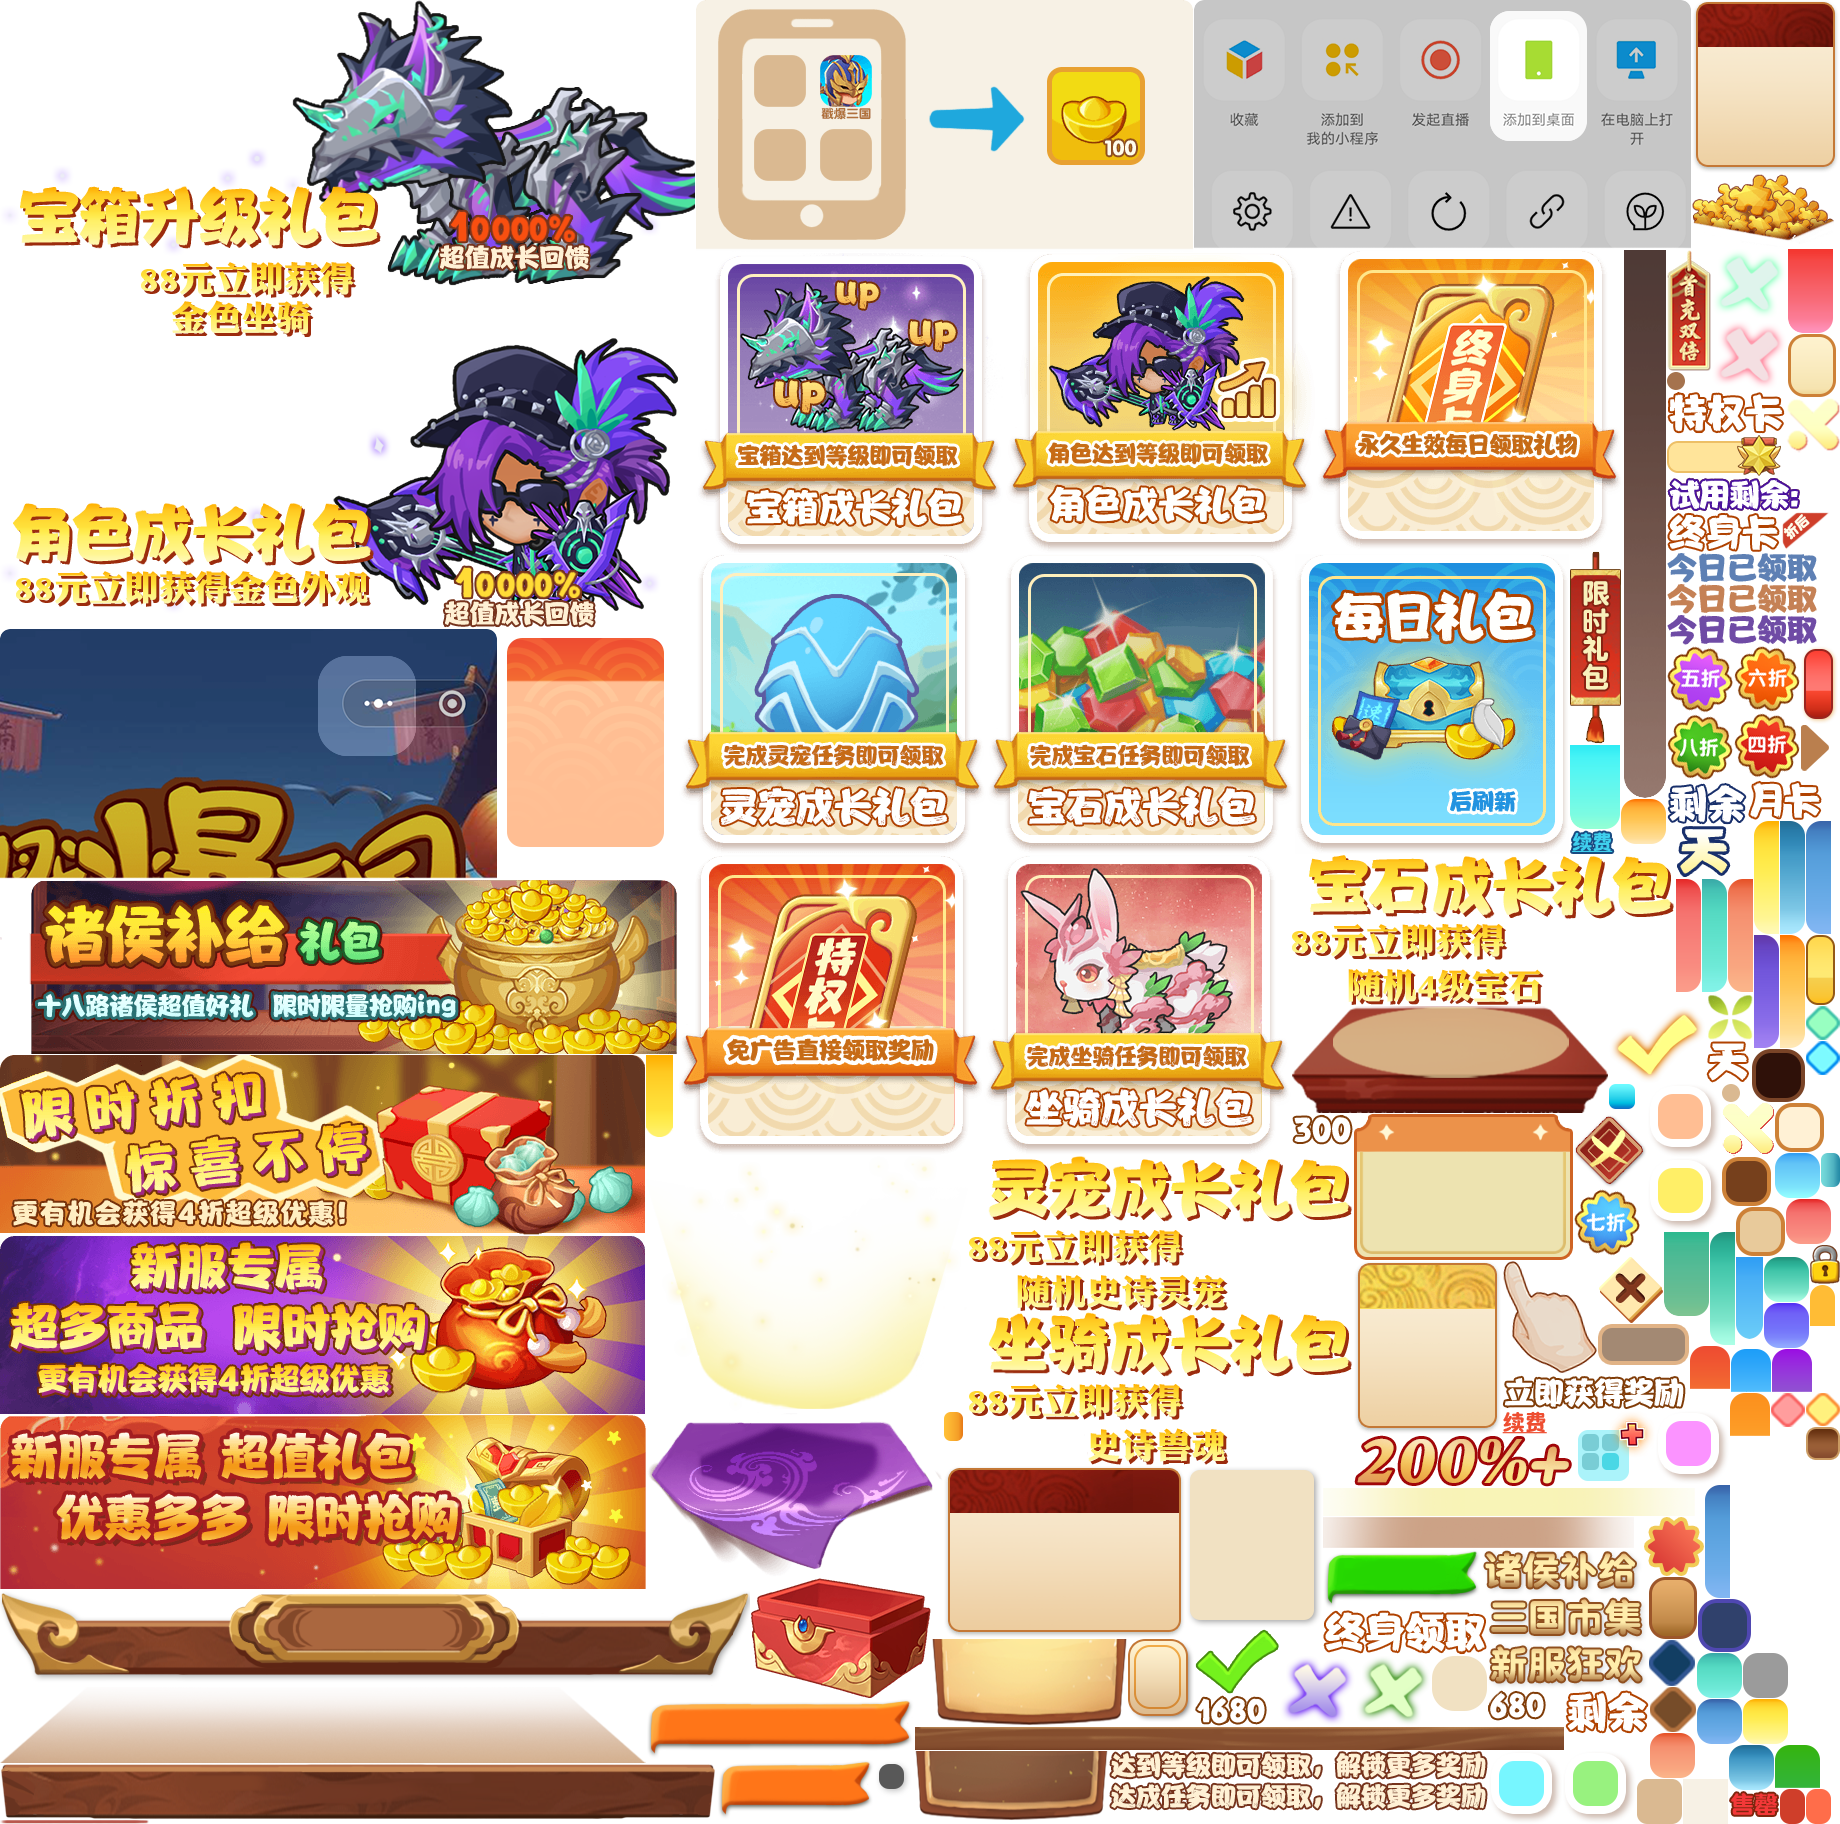 宝箱升级礼包
88元立即获得
金色坐骑
10000%
超值成长回馈
戳爆三国
100
收藏
添加到
我的小程序
发起直播
添加到桌面
在电脑上打
开
角色成长礼包
88元立即获得金色外观
10000%
超值成长回馈
up
up
up
宝箱达到等级即可领取
宝箱成长礼包
角色达到等级即可领取
角色成长礼包
终身卡
永久生效每日领取礼物
首充双倍
特权卡
试用剩余:
终身卡
折后
今日已领取
今日已领取
今日已领取
五折
六折
八折
四折
剩余
月卡
天
完成灵宠任务即可领取
灵宠成长礼包
完成宝石任务即可领取
宝石成长礼包
每日礼包
后刷新
限时礼包
续费
诸侯补给 礼包
十八路诸侯超值好礼 限时限量抢购ing
特权
免广告直接领取奖励
完成坐骑任务即可领取
坐骑成长礼包
宝石成长礼包
88元立即获得
随机4级宝石
天
300
七折
限时折扣
惊喜不停
更有机会获得4折超级优惠!
新服专属
超多商品 限时抢购
更有机会获得4折超级优惠
新服专属 超值礼包
优惠多多 限时抢购
灵宠成长礼包
88元立即获得
随机史诗灵宠
坐骑成长礼包
88元立即获得
史诗兽魂
立即获得奖励
续费
200%+
诸侯补给
三国市集
新服狂欢
终身领取
1680
680
剩余
达到等级即可领取，解锁更多奖励
达成任务即可领取，解锁更多奖励
售罄